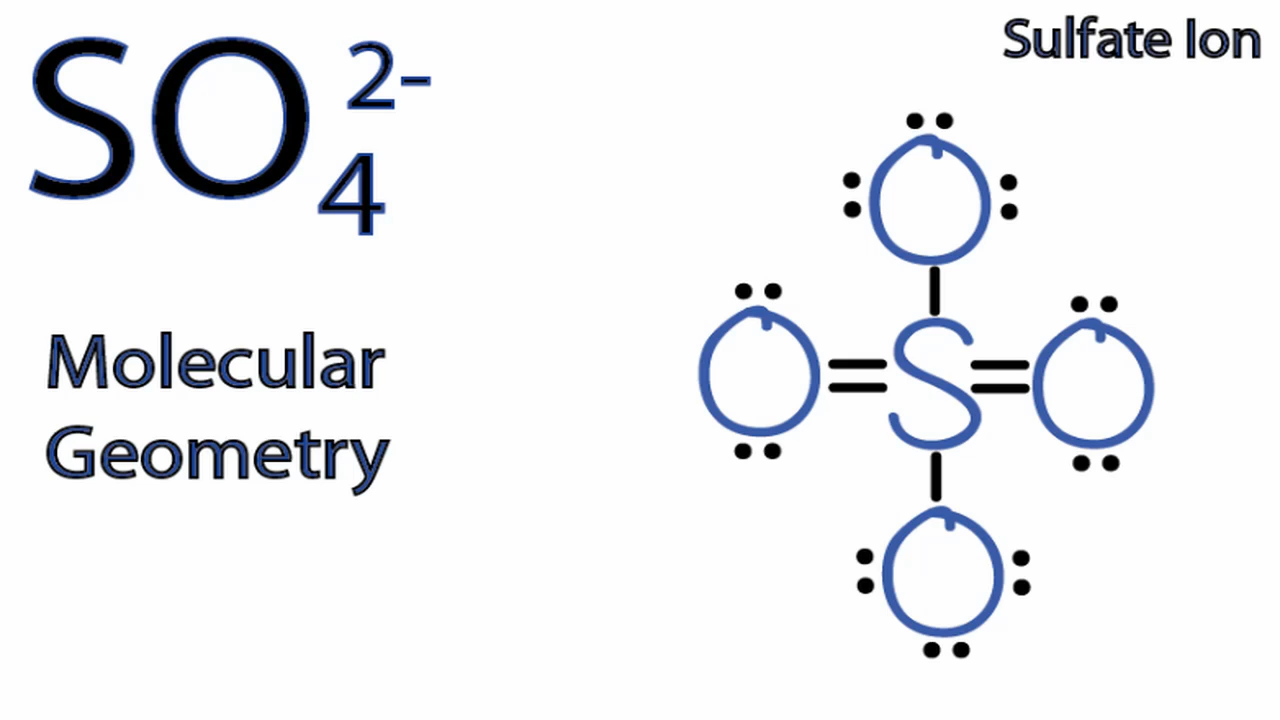 SO₄²⁻
Sulfate Ion
Molecular
Geometry
O
O S O
O